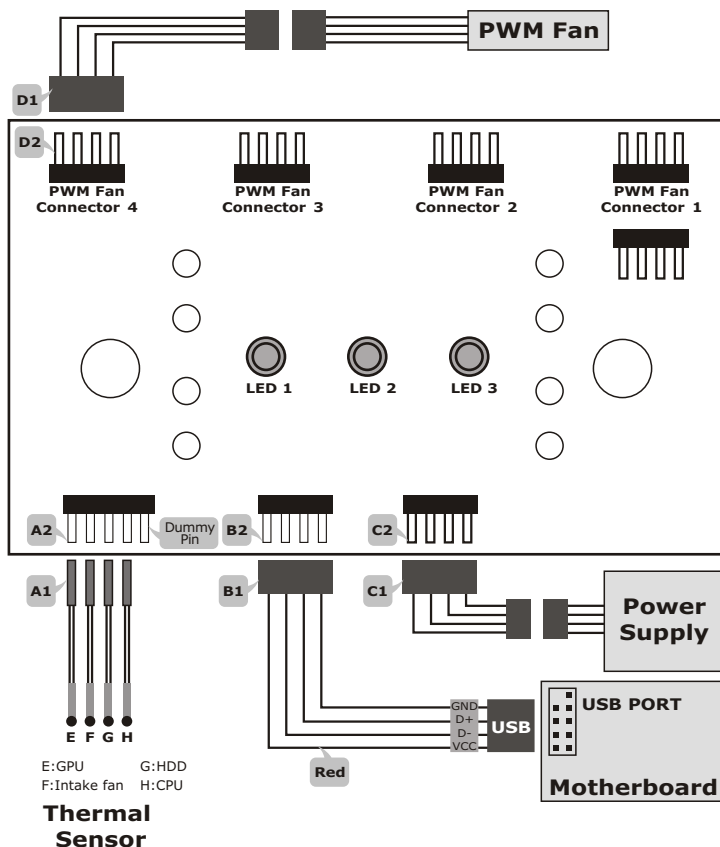 PWM Fan
D1
D2
PWM Fan
Connector 4
PWM Fan
Connector 3
PWM Fan
Connector 2
PWM Fan
Connector 1
LED 1
LED 2
LED 3
A2
Dummy
Pin
B2
C2
A1
B1
C1
Power
Supply
GND
D+
D-
VCC
USB
USB PORT
Motherboard
Red
E F G H
E:GPU G:HDD
F:Intake fan H:CPU
Thermal
Sensor